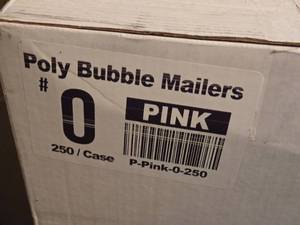 Poly Bubble Mailers
# 0 PINK
250 / Case P-Pink-0-250